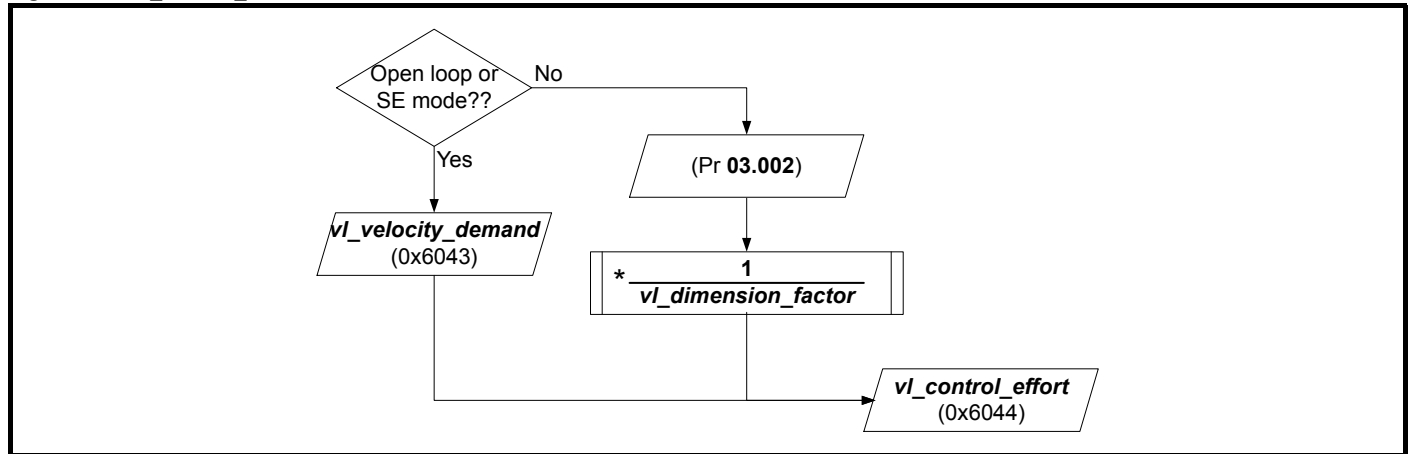 Open loop or
SE mode??
No
Yes
(Pr 03.002)
vl_velocity_demand
(0x6043)
* 1
vl_dimension_factor
vl_control_effort
(0x6044)